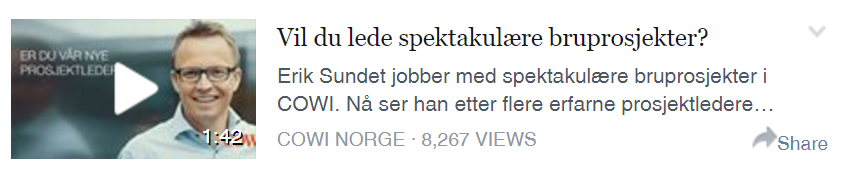 ER DU VÅR NYE
PROSJEKTLEDER
1:42
Vil du lede spektakulære bruprosjekter?
Erik Sundet jobber med spektakulære bruprosjekter i
COWI. Nå ser han etter flere erfarne prosjektledere…
COWI NORGE · 8,267 VIEWS
Share